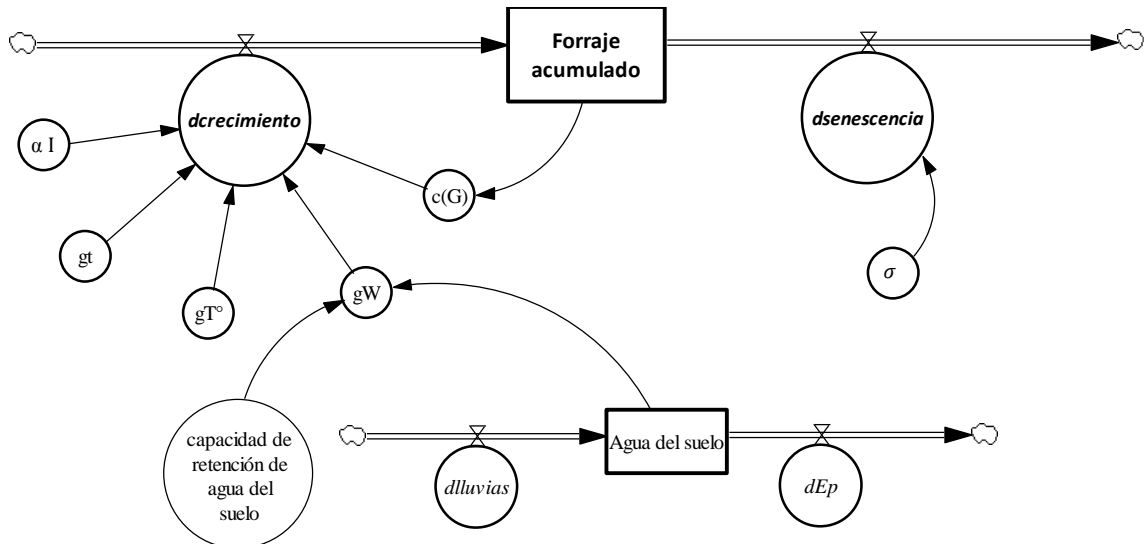 Forraje
acumulado
dcrecimiento
dsenescencia
α I
c(G)
gt
gT°
gW
σ
capacidad de
retención de
agua del
suelo
Agua del suelo
dlluvias
dEp